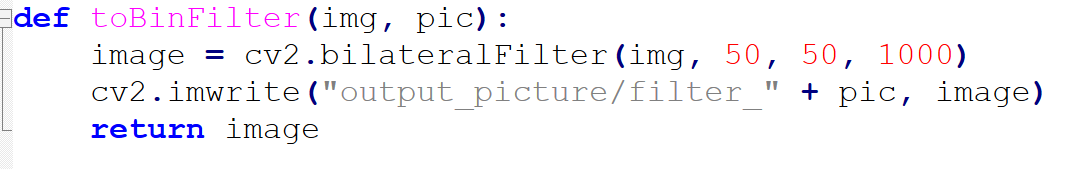 def toBinFilter(img, pic):
    image = cv2.bilateralFilter(img, 50, 50, 1000)
    cv2.imwrite("output_picture/filter_" + pic, image)
    return image